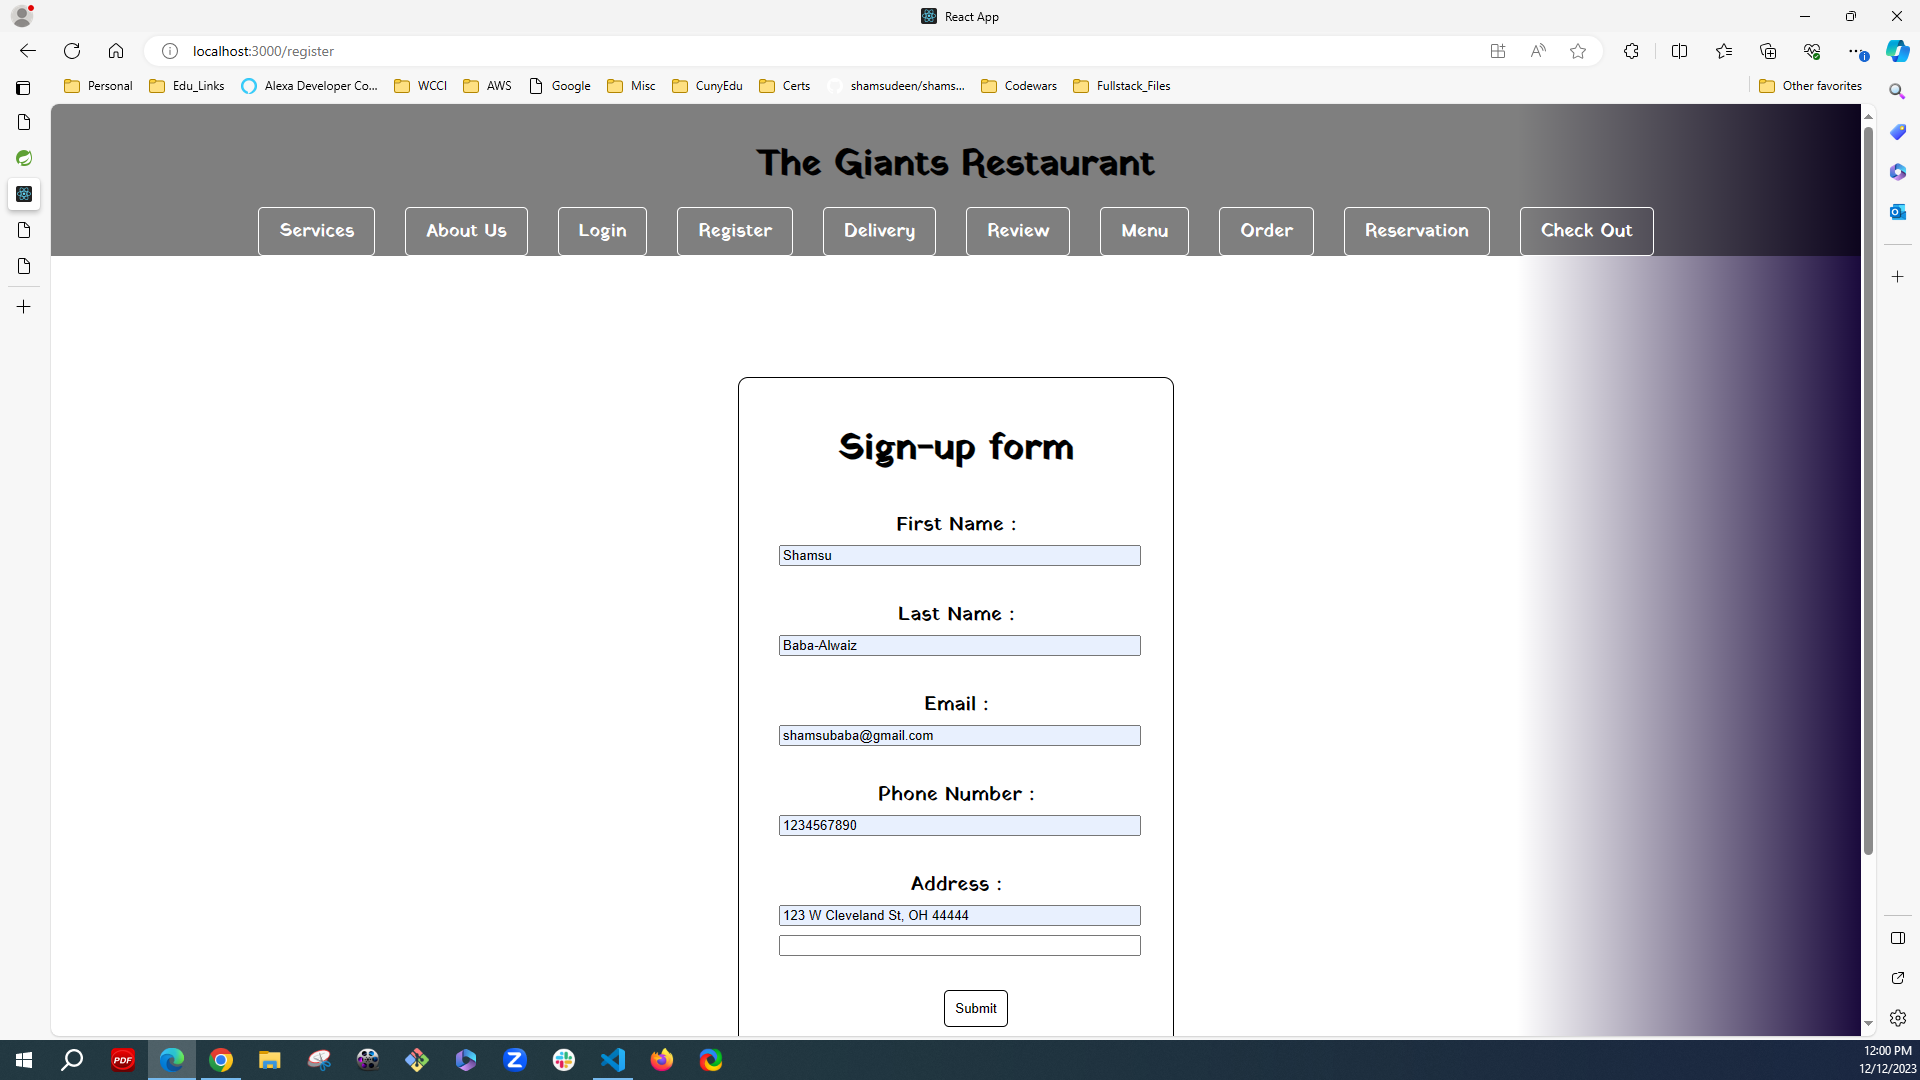 React App
localhost:3000/register
Personal Edu_Links Alexa Developer Co... WCCI AWS Google Misc CunyEdu Certs shamsudeen/shams... Codewars Fullstack_Files Other favorites
The Giants Restaurant
Services About Us Login Register Delivery Review Menu Order Reservation Check Out
Sign-up form
First Name :
Shamsu
Last Name :
Baba-Alwaiz
Email :
shamsubaba@gmail.com
Phone Number :
1234567890
Address :
123 W Cleveland St, OH 44444
Submit
PDF
12:00 PM
12/12/2023